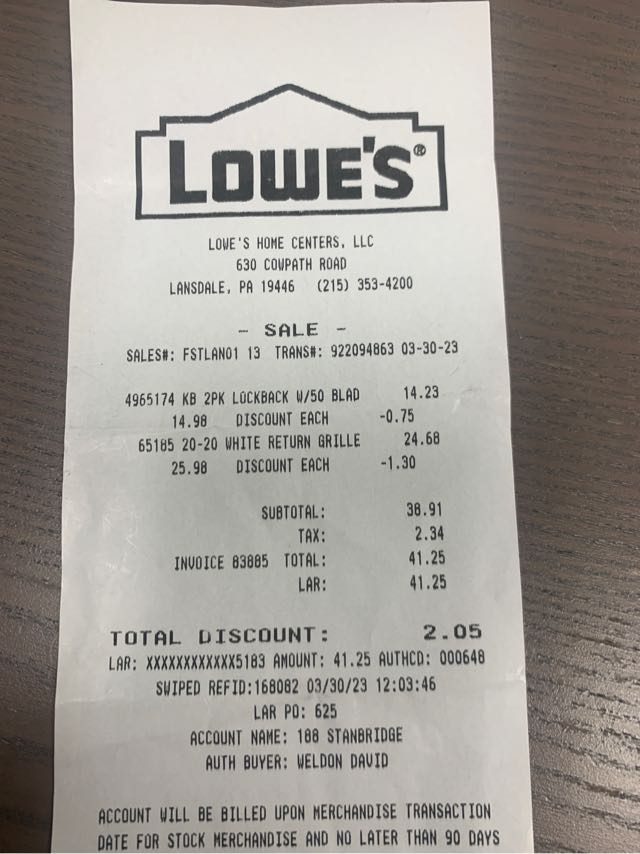 LOWE'S®
LOWE'S HOME CENTERS, LLC
630 COWPATH ROAD
LANSDALE, PA 19446 (215) 353-4200
- SALE -
SALES#: FSTLAN01 13 TRANS#: 922094863 03-30-23
4965174 KB 2PK LOCKBACK W/50 BLAD 14.23
14.98 DISCOUNT EACH -0.75
65185 20-20 WHITE RETURN GRILLE 24.68
25.98 DISCOUNT EACH -1.30
SUBTOTAL: 38.91
TAX: 2.34
INVOICE 83885 TOTAL: 41.25
LAR: 41.25
TOTAL DISCOUNT: 2.05
LAR: XXXXXXXXXXXX5183 AMOUNT: 41.25 AUTHCD: 000648
SWIPED REFID:168082 03/30/23 12:03:46
LAR PO: 625
ACCOUNT NAME: 188 STANBRIDGE
AUTH BUYER: WELDON DAVID
ACCOUNT WILL BE BILLED UPON MERCHANDISE TRANSACTION
DATE FOR STOCK MERCHANDISE AND NO LATER THAN 90 DAYS